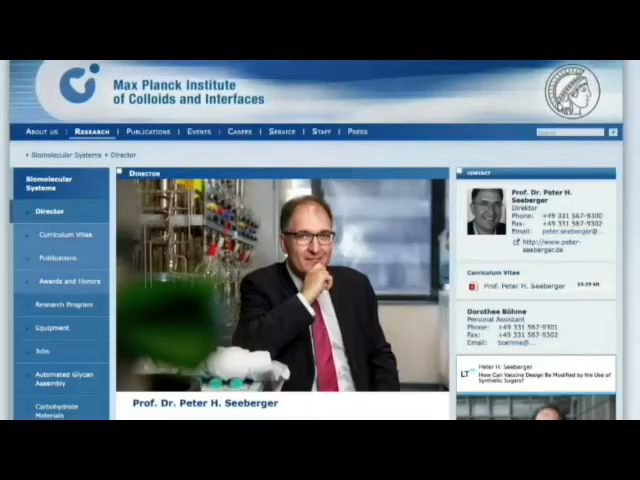 Max Planck Institute
of Colloids and Interfaces
About us
Research
Publications
Events
Career
Service
Staff
Press
Biomolecular Systems
Director
Biomolecular
Systems
Director
Curriculum Vitae
Publications
Awards and Honors
Research Program
Equipment
Jobs
Automated Glycan
Assembly
Carbohydrate
Materials
Director
Prof. Dr. Peter H. Seeberger
Contact
Prof. Dr. Peter H.
Seeberger
Direktor
Phone: +49 331 567-9300
Fax: +49 331 567-9302
Email: peter.seeberger@...
http://www.peter-
seeberger.de
Curriculum Vitae
Prof. Peter H. Seeberger
Dorothee Böhme
Personal Assistant
Phone: +49 331 567-9301
Fax: +49 331 567-9302
Email: boehme@...
LT
Peter H. Seeberger
How Can Vaccine Design Be Modified by the Use of
Synthetic Sugars?